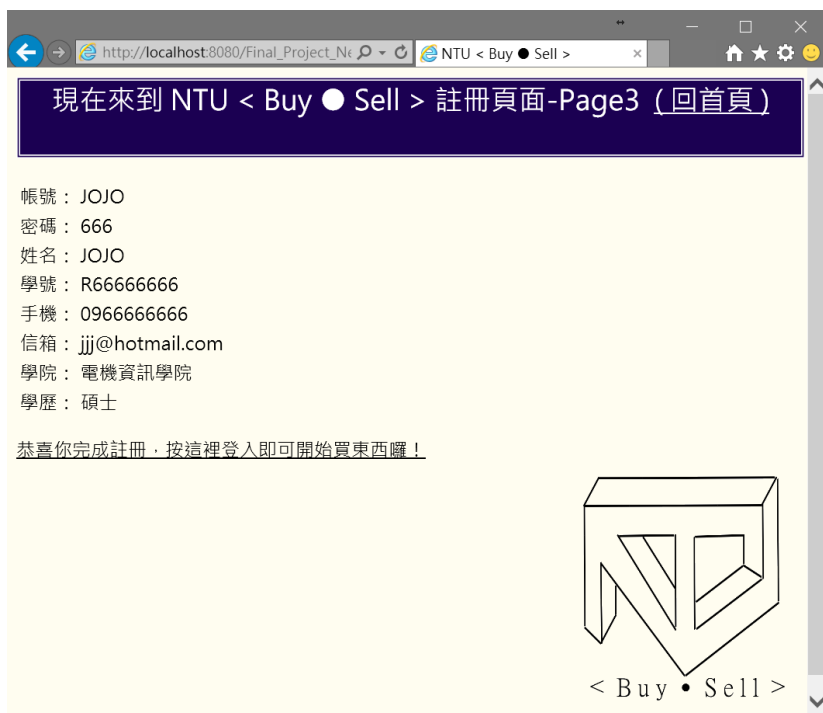 http://localhost:8080/Final_Project_Ne
NTU < Buy ● Sell >
現在來到 NTU < Buy ● Sell > 註冊頁面-Page3 (回首頁)
帳號： JOJO
密碼： 666
姓名： JOJO
學號： R66666666
手機： 0966666666
信箱： jjj@hotmail.com
學院： 電機資訊學院
學歷： 碩士
恭喜你完成註冊，按這裡登入即可開始買東西囉！
< Buy ● Sell >